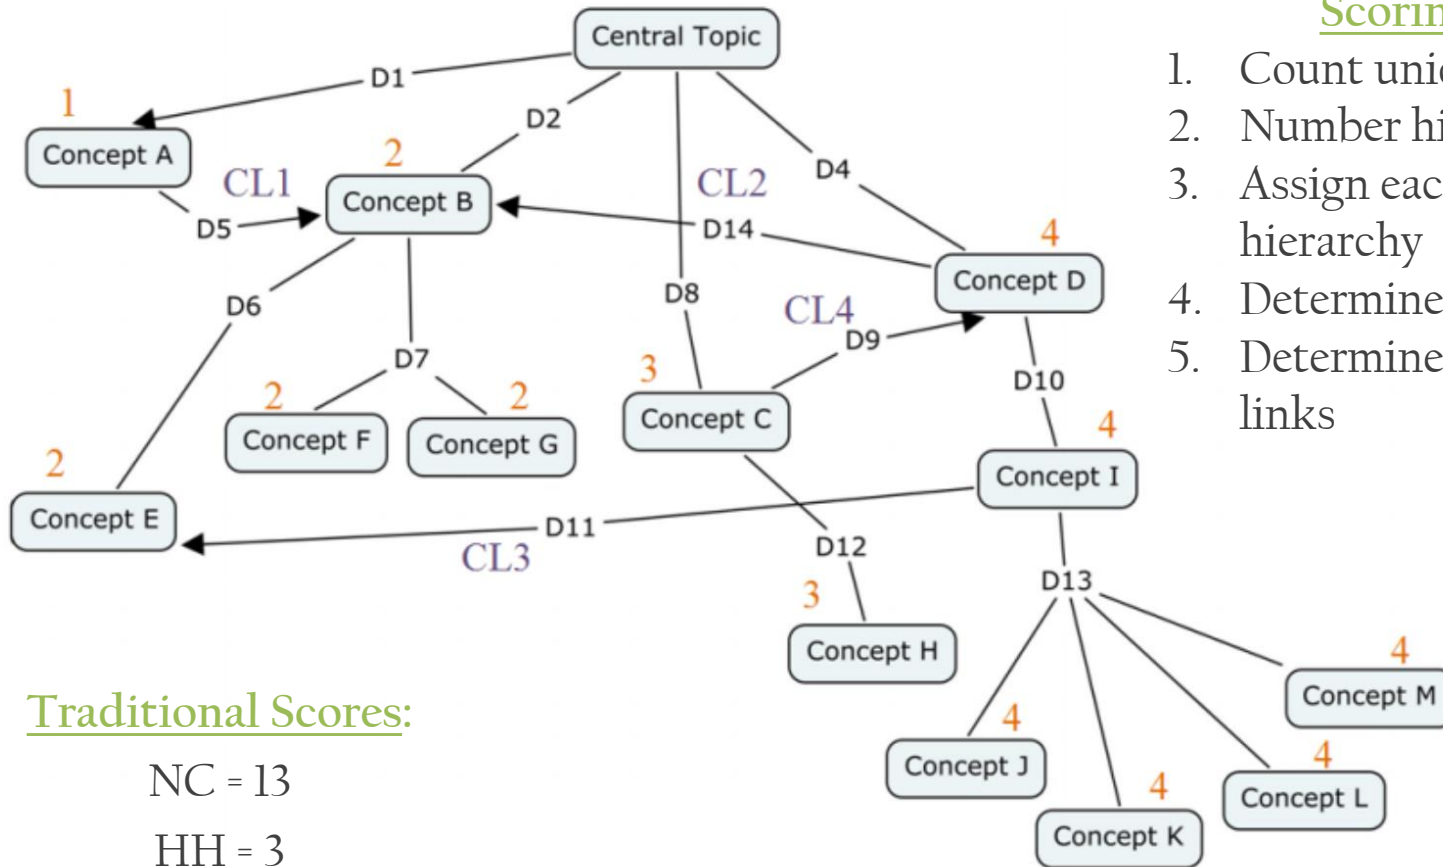 Central Topic
Scorin
D1
1. Count uni
1
D2
2. Number hi
Concept A
2
D4
3. Assign eac
CL1
CL2
Concept B
D5
D14
hierarchy
4
D6
D8
Concept D
4. Determine
CL4
D9
D7
5. Determine
3
D10
2
2
links
Concept C
Concept F
Concept G
4
2
Concept I
Concept E
D11
D12
CL3
D13
3
Concept H
4
Concept M
Traditional Scores:
4
4
NC = 13
Concept J
4
Concept L
HH = 3
Concept K